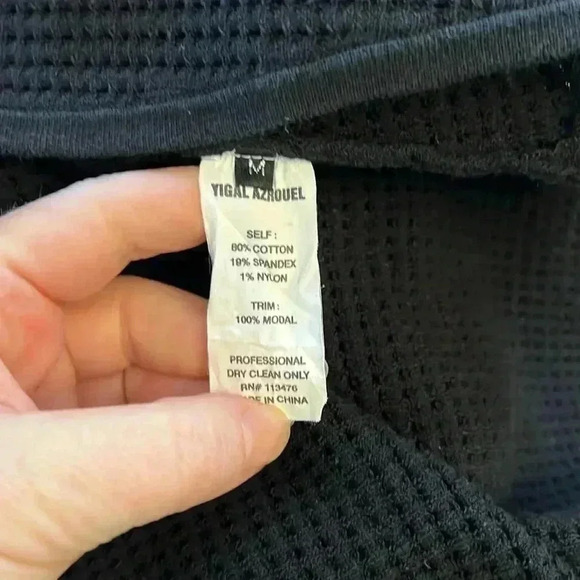 M
YIGAL AZROUEL
SELF :
80% COTTON
19% SPANDEX
1% NYLON
TRIM :
100% MODAL
PROFESSIONAL
DRY CLEAN ONLY
RN# 113476
DE IN CHINA